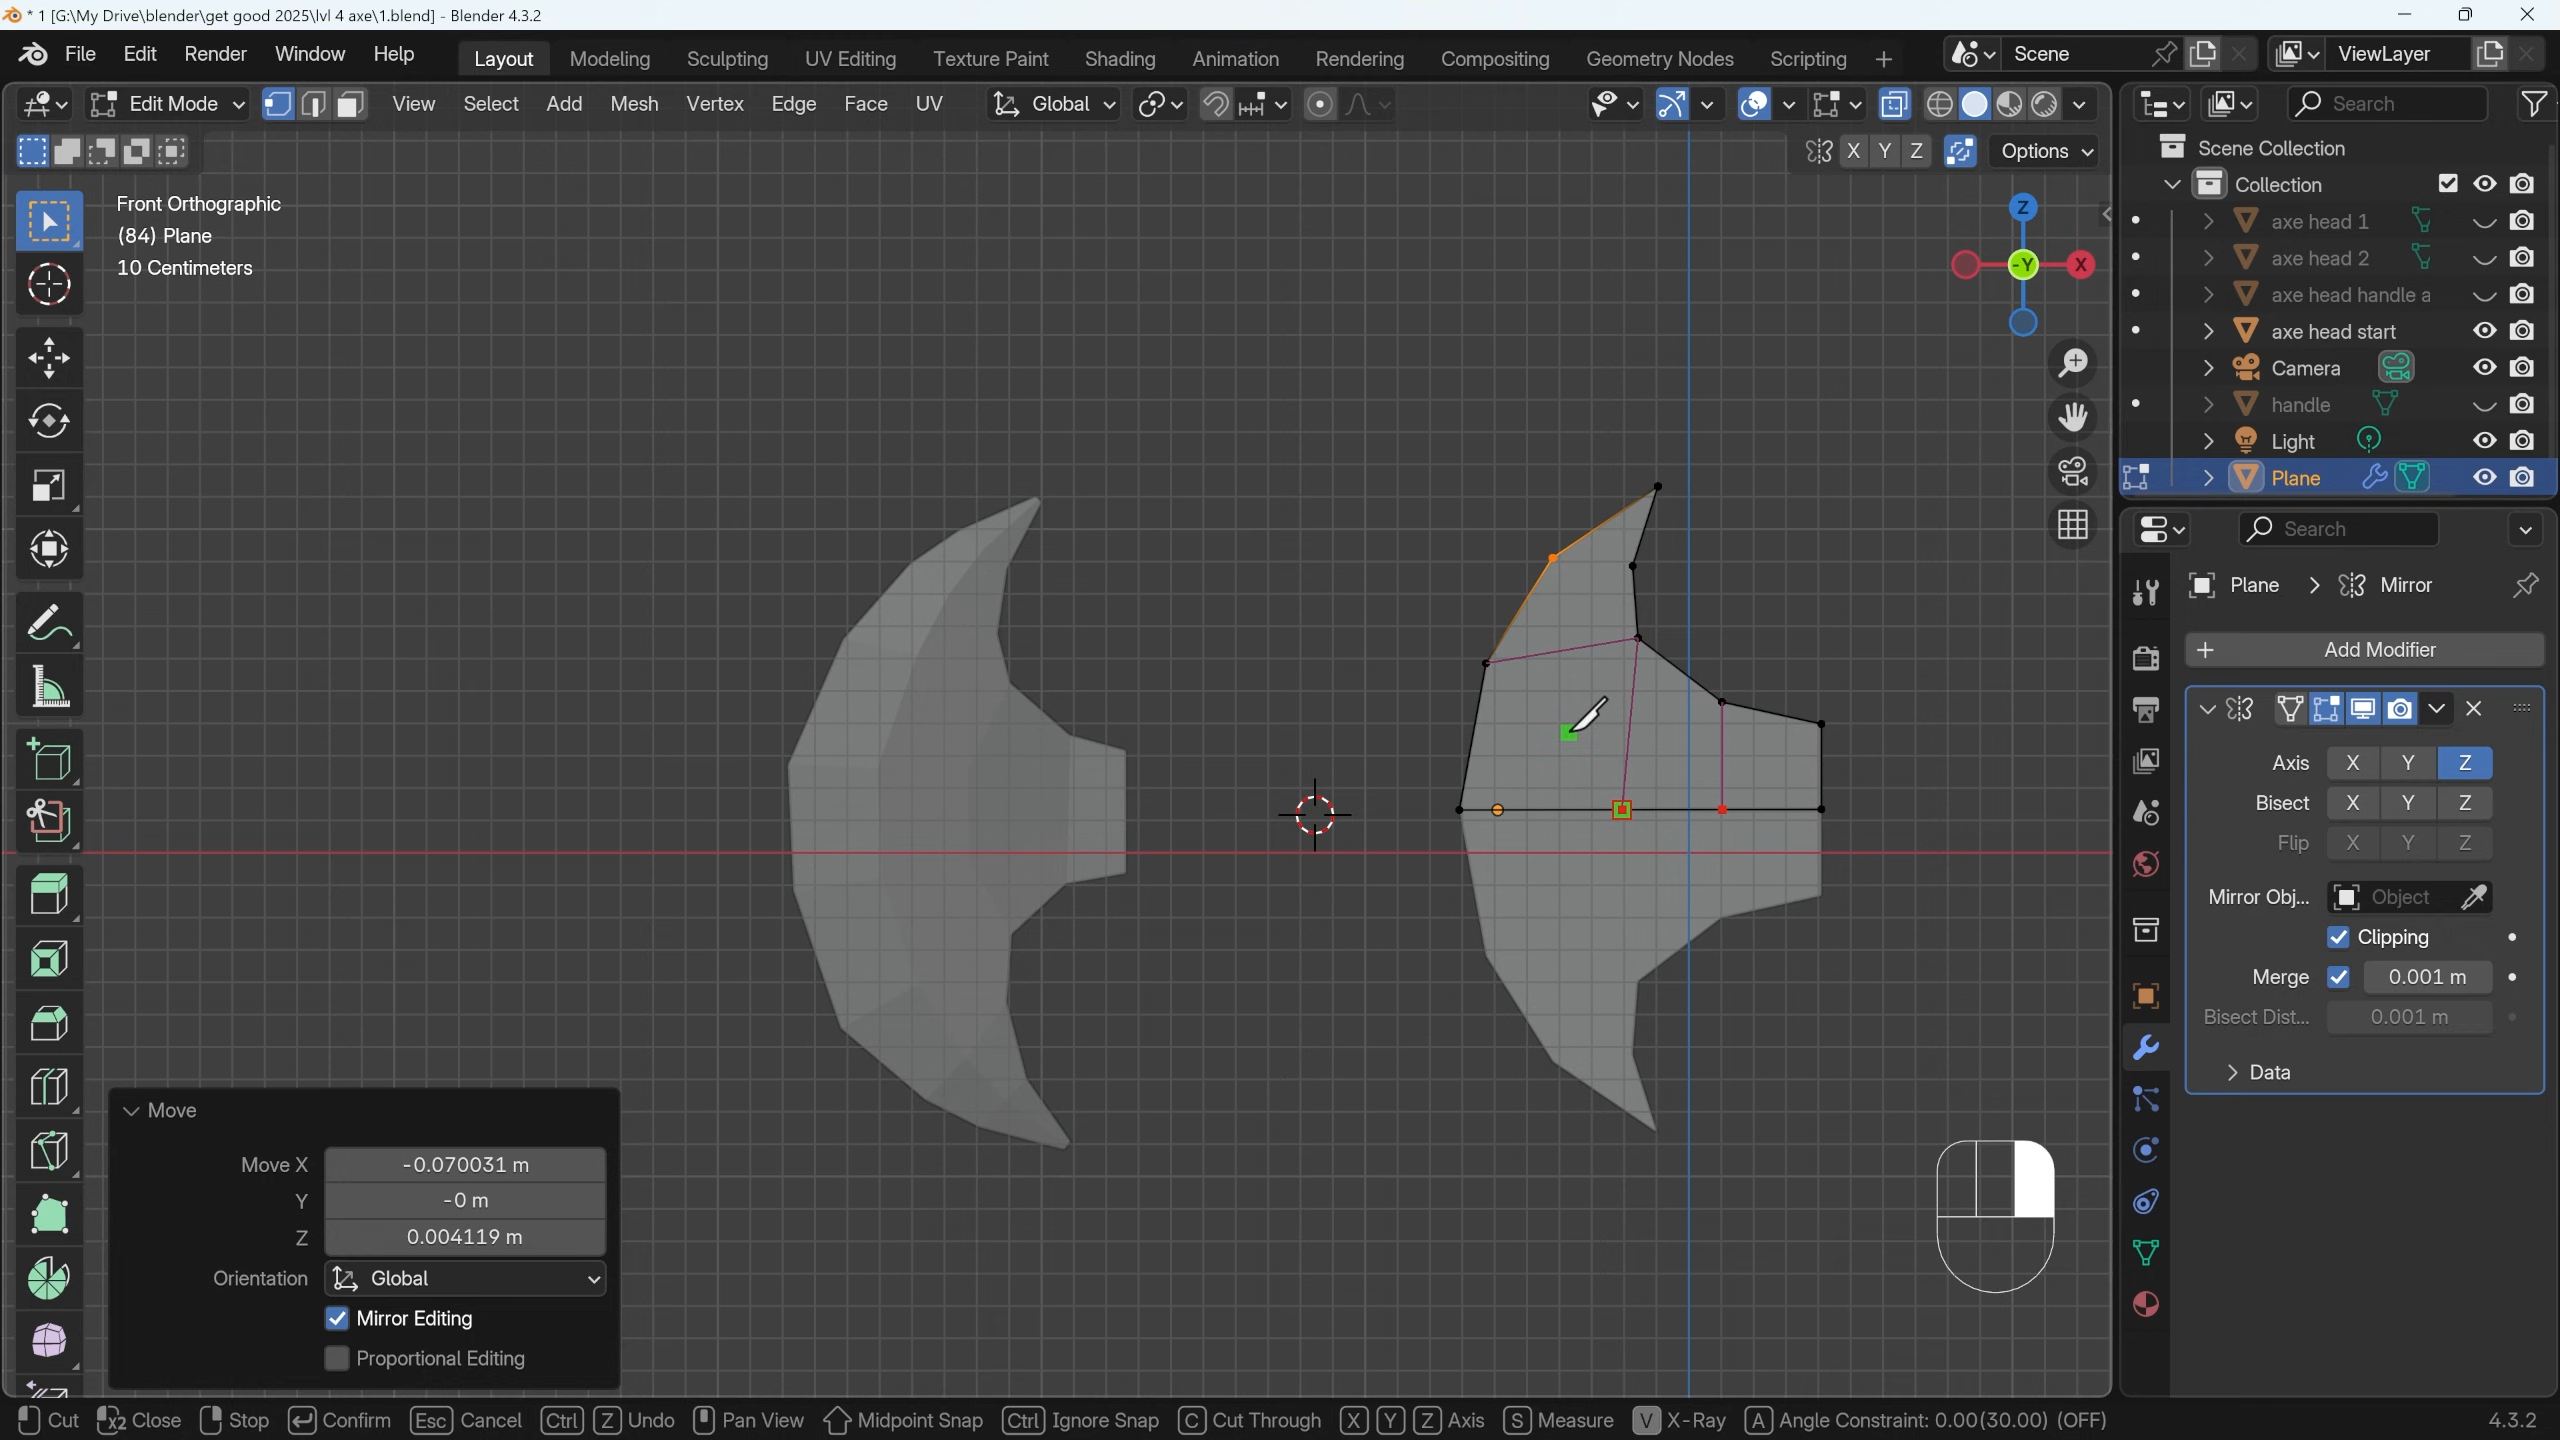 * 1 [G:\My Drive\blender\get good 2025\lvl 4 axe\1.blend] - Blender 4.3.2
File Edit Render Window Help Layout Modeling Sculpting UV Editing Texture Paint Shading Animation Rendering Compositing Geometry Nodes Scripting + Scene ViewLayer
Edit Mode View Select Add Mesh Vertex Edge Face UV Global Search
X Y Z Options
Scene Collection
Collection
axe head 1
axe head 2
axe head handle a
axe head start
Camera
handle
Light
Plane
Front Orthographic
(84) Plane
10 Centimeters
Z
-Y
X
Search
Plane > Mirror
+ Add Modifier
Axis X Y Z
Bisect X Y Z
Flip X Y Z
Mirror Obj... Object
Clipping
Merge 0.001 m
Bisect Dist... 0.001 m
Data
Move
Move X -0.070031 m
Y -0 m
Z 0.004119 m
Orientation Global
Mirror Editing
Proportional Editing
Cut x2 Close Stop Confirm Esc Cancel Ctrl Z Undo Pan View Midpoint Snap Ctrl Ignore Snap C Cut Through X Y Z Axis S Measure V X-Ray A Angle Constraint: 0.00(30.00) (OFF) 4.3.2